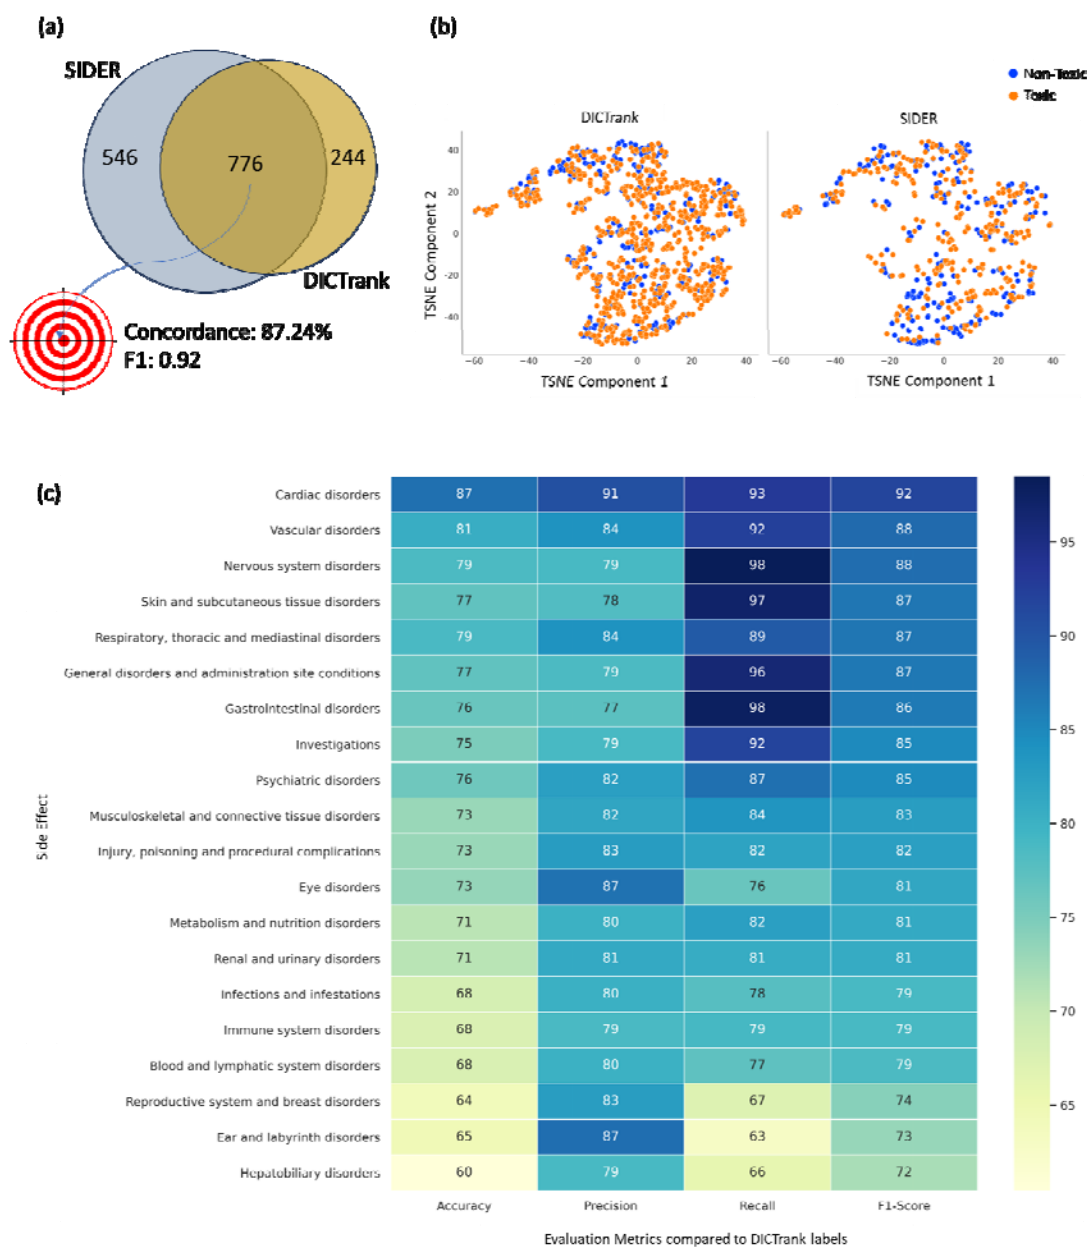 (a)
SIDER
546
776
244
DICTrank
Concordance: 87.24%
F1: 0.92
(b)
Non-Toxic
Toxic
DICTrank
SIDER
TSNE Component 2
40
20
0
−20
−40
−60 −40 −20 0 20 40
−60 −40 −20 0 20 40
TSNE Component 1
TSNE Component 1
(c)
Side Effect
Cardiac disorders 87 91 93 92
Vascular disorders 81 84 92 88
Nervous system disorders 79 79 98 88
Skin and subcutaneous tissue disorders 77 78 97 87
Respiratory, thoracic and mediastinal disorders 79 84 89 87
General disorders and administration site conditions 77 79 96 87
Gastrointestinal disorders 76 77 98 86
Investigations 75 79 92 85
Psychiatric disorders 76 82 87 85
Musculoskeletal and connective tissue disorders 73 82 84 83
Injury, poisoning and procedural complications 73 83 82 82
Eye disorders 73 87 76 81
Metabolism and nutrition disorders 71 80 82 81
Renal and urinary disorders 71 81 81 81
Infections and infestations 68 80 78 79
Immune system disorders 68 79 79 79
Blood and lymphatic system disorders 68 80 77 79
Reproductive system and breast disorders 64 83 67 74
Ear and labyrinth disorders 65 87 63 73
Hepatobiliary disorders 60 79 66 72
Accuracy Precision Recall F1-Score
95
90
85
80
75
70
65
Evaluation Metrics compared to DICTrank labels